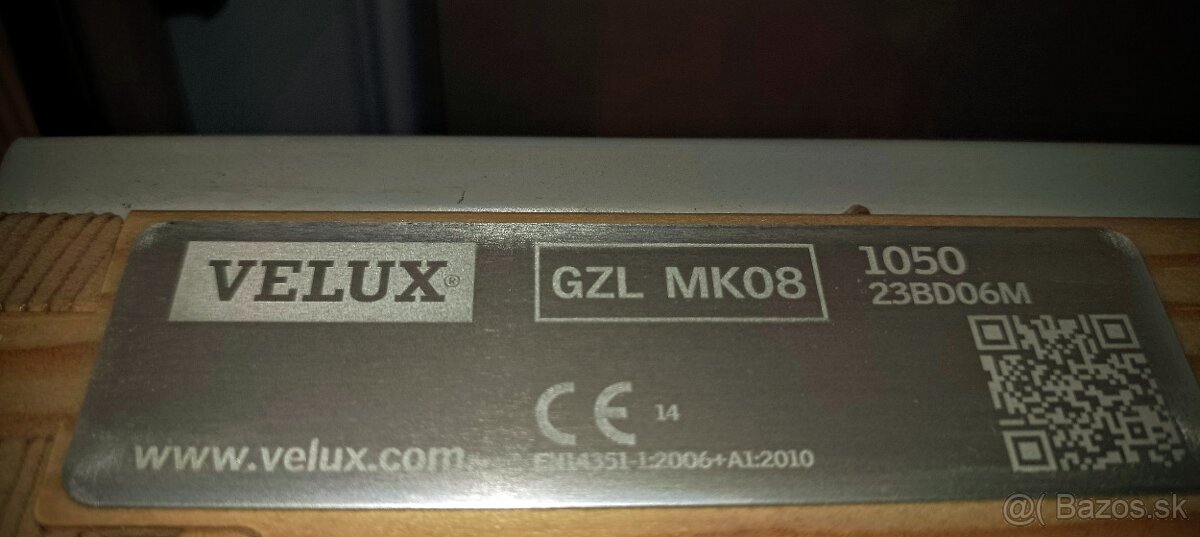 VELUX®
GZL MK08
1050
23BD06M
CE 14
www.velux.com
EN14351-1:2006+A1:2010
@( Bazos.sk